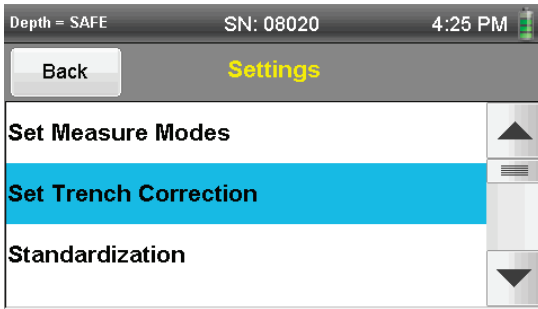 Depth = SAFE SN: 08020 4:25 PM
Back Settings
Set Measure Modes
Set Trench Correction
Standardization